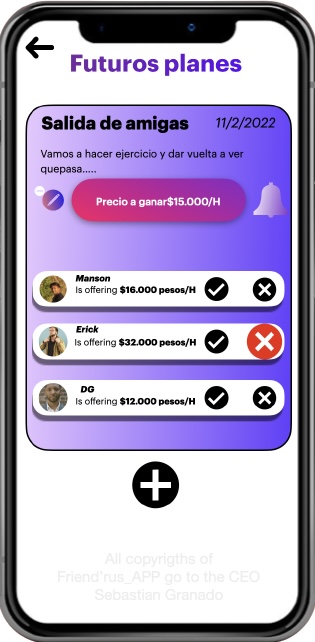 Futuros planes
Salida de amigas 11/2/2022
Vamos a hacer ejercicio y dar vuelta a ver
quepasa.....
Precio a ganar$15.000/H
Manson
Is offering $16.000 pesos/H
Erick
Is offering $32.000 pesos/H
DG
Is offering $12.000 pesos/H
All copyrigths of
Friend'rus_APP go to the CEO
Sebastian Granado